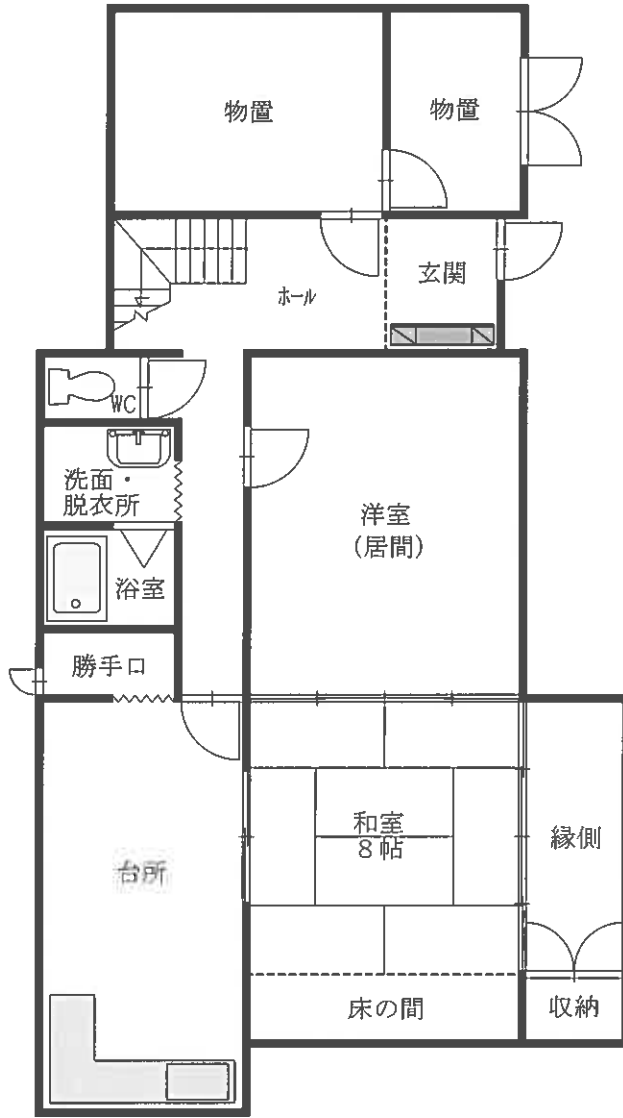 物置
物置
玄関
ホール
WC
洗面・
脱衣所
洋室
(居間)
浴室
勝手口
和室
8帖
縁側
台所
床の間
収納